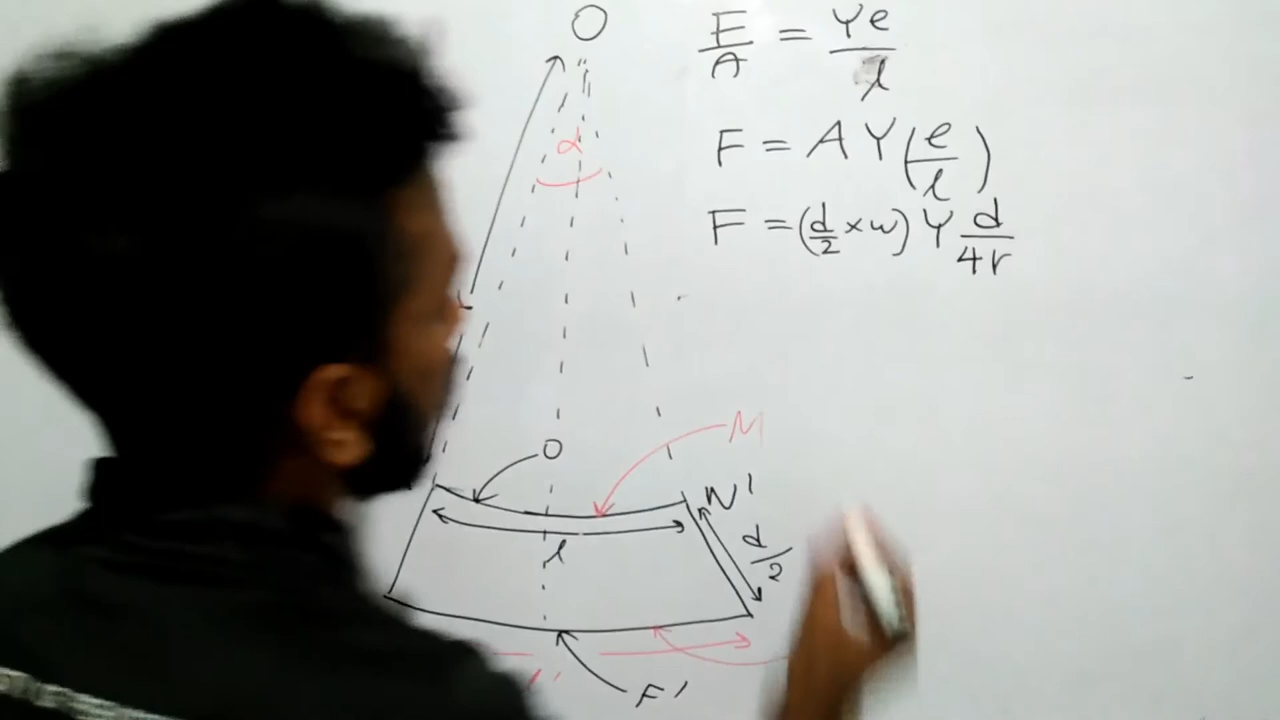 O
F/A = Ye/l
α
F = AY(e/l)
F = (d/2 × w) Y d/4r
M
O
N'
d/2
l
l'
F'